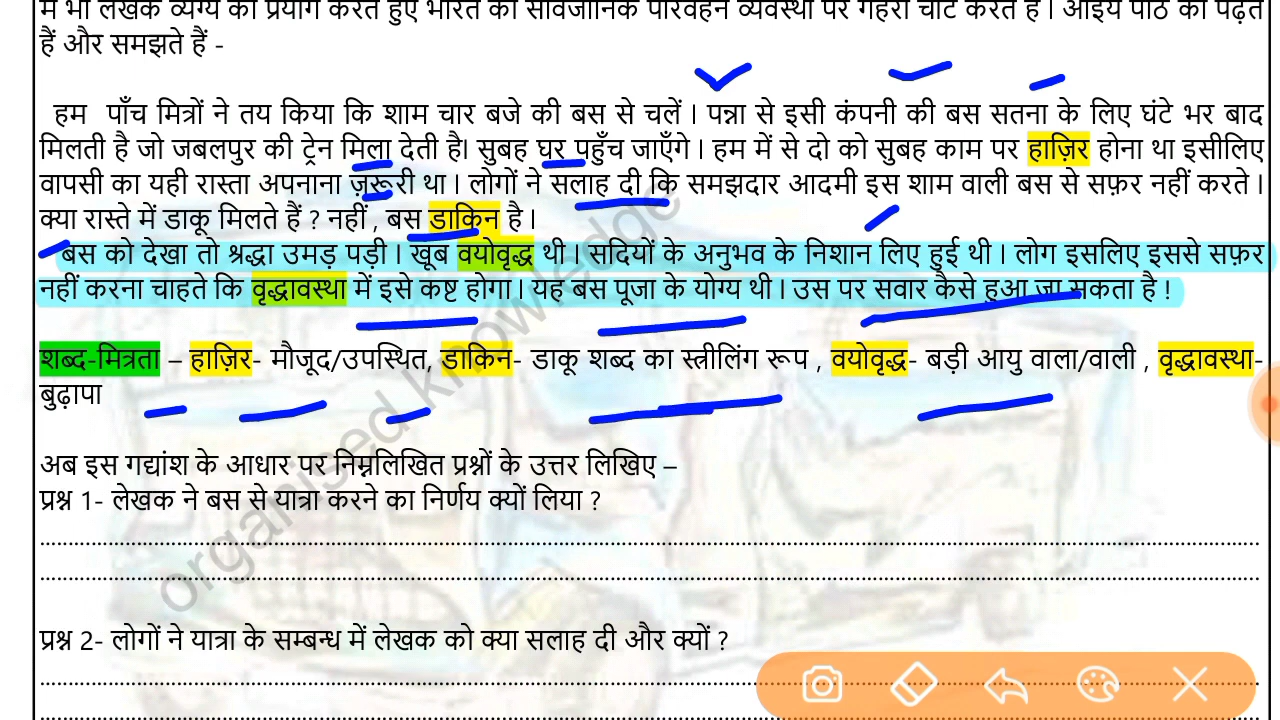 में भी लेखक व्यंग्य का प्रयोग करते हुए भारत की सार्वजनिक परिवहन व्यवस्था पर गहरी चोट करते हैं । आइये पाठ को पढ़ते
हैं और समझते हैं -
हम पाँच मित्रों ने तय किया कि शाम चार बजे की बस से चलें । पन्ना से इसी कंपनी की बस सतना के लिए घंटे भर बाद
मिलती है जो जबलपुर की ट्रेन मिला देती है। सुबह घर पहुँच जाएँगे । हम में से दो को सुबह काम पर हाज़िर होना था इसीलिए
वापसी का यही रास्ता अपनाना ज़रूरी था । लोगों ने सलाह दी कि समझदार आदमी इस शाम वाली बस से सफ़र नहीं करते ।
क्या रास्ते में डाकू मिलते हैं ? नहीं , बस डाकिन है ।
बस को देखा तो श्रद्धा उमड़ पड़ी । खूब वयोवृद्ध थी । सदियों के अनुभव के निशान लिए हुई थी । लोग इसलिए इससे सफ़र
नहीं करना चाहते कि वृद्धावस्था में इसे कष्ट होगा । यह बस पूजा के योग्य थी । उस पर सवार कैसे हुआ जा सकता है !
शब्द-मित्रता – हाज़िर- मौजूद/उपस्थित, डाकिन- डाकू शब्द का स्त्रीलिंग रूप , वयोवृद्ध- बड़ी आयु वाला/वाली , वृद्धावस्था-
बुढ़ापा
अब इस गद्यांश के आधार पर निम्नलिखित प्रश्नों के उत्तर लिखिए –
प्रश्न 1- लेखक ने बस से यात्रा करने का निर्णय क्यों लिया ?
प्रश्न 2- लोगों ने यात्रा के सम्बन्ध में लेखक को क्या सलाह दी और क्यों ?
organised knowledge